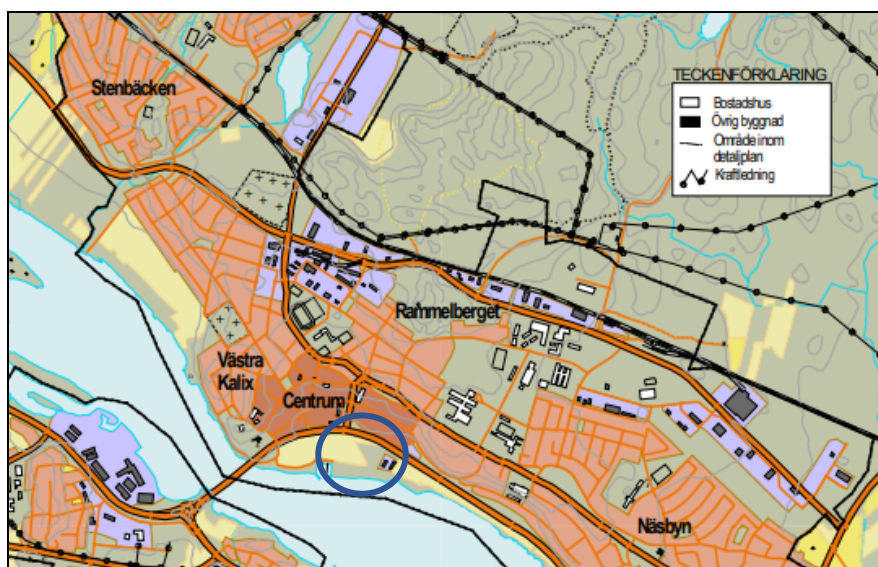 Stenbäcken
TECKENFÖRKLARING
Bostadshus
Övrig byggnad
Område inom
detaljplan
Kraftledning
Rammelberget
Västra
Kalix
Centrum
Näsbyn